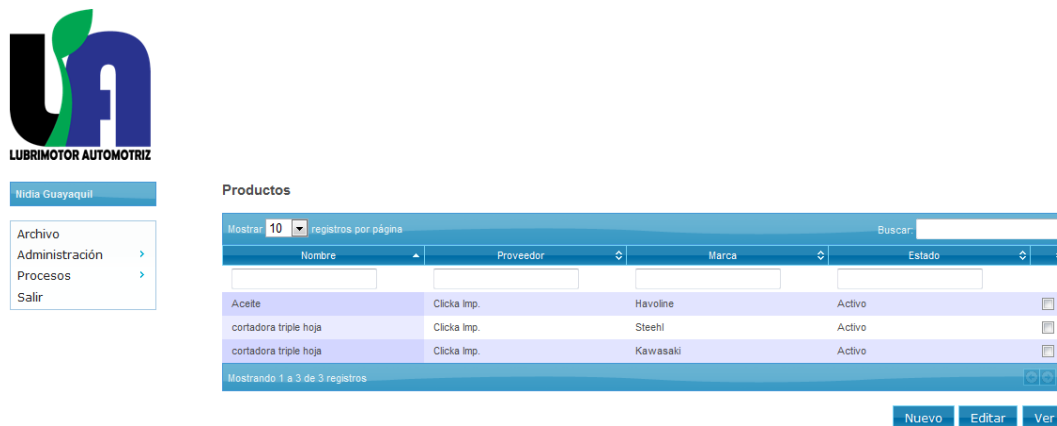 LUBRIMOTOR AUTOMOTRIZ
Nidia Guayaquil
Archivo
Administración
Procesos
Salir
Productos
Mostrar 10 registros por página Buscar:
Nombre Proveedor Marca Estado
Aceite Clicka Imp. Havoline Activo
cortadora triple hoja Clicka Imp. Steehl Activo
cortadora triple hoja Clicka Imp. Kawasaki Activo
Mostrando 1 a 3 de 3 registros
Nuevo Editar Ver